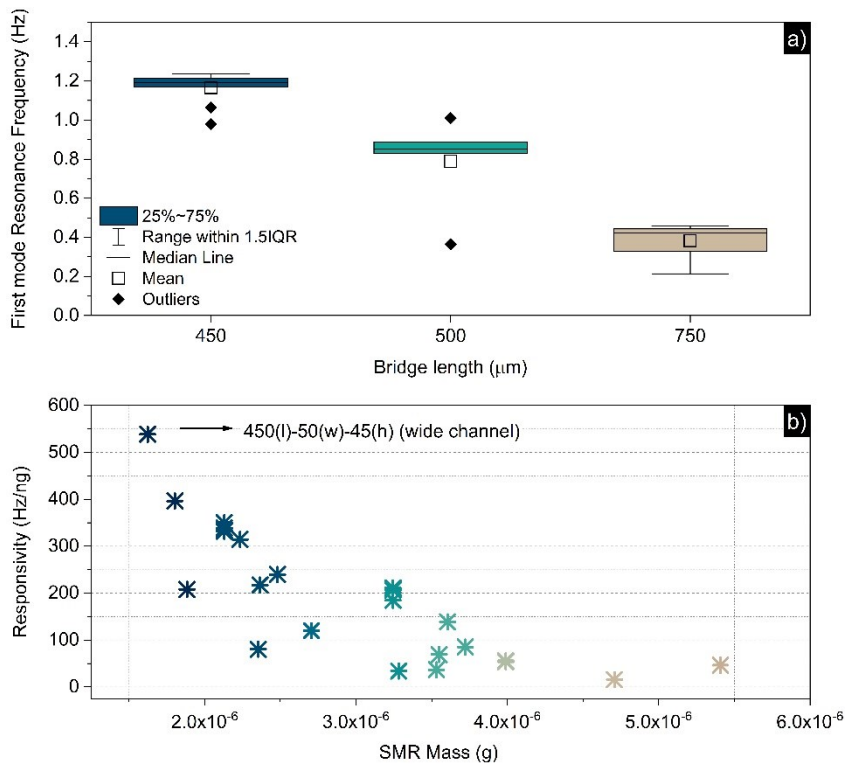 a)
First mode Resonance Frequency (Hz)
1.4
1.2
1.0
0.8
0.6
0.4
0.2
0.0
25%~75%
Range within 1.5IQR
Median Line
Mean
Outliers
450 500 750
Bridge length (μm)
b)
Responsivity (Hz/ng)
600
500
400
300
200
100
0
450(l)-50(w)-45(h) (wide channel)
2.0x10⁻⁶ 3.0x10⁻⁶ 4.0x10⁻⁶ 5.0x10⁻⁶ 6.0x10⁻⁶
SMR Mass (g)